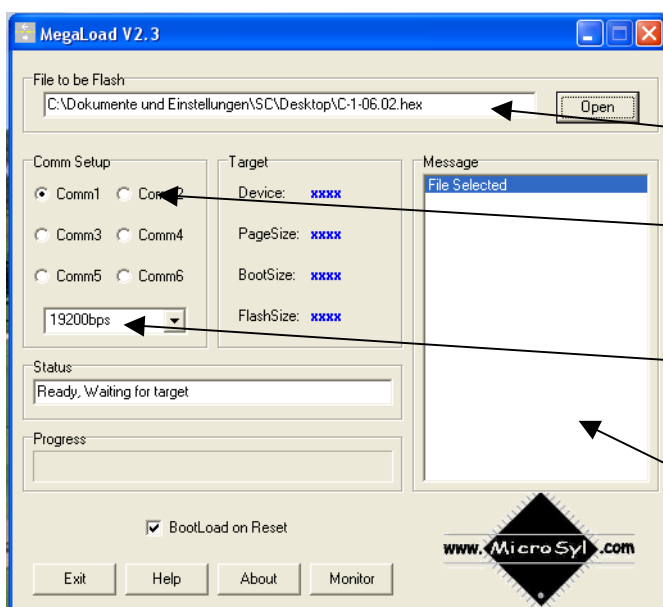 MegaLoad V2.3
File to be Flash
C:\Dokumente und Einstellungen\SC\Desktop\C-1-06.02.hex
Open
Comm Setup
Comm1
Comm2
Comm3
Comm4
Comm5
Comm6
19200bps
Target
Device: xxxx
PageSize: xxxx
BootSize: xxxx
FlashSize: xxxx
Message
File Selected
Status
Ready, Waiting for target
Progress
BootLoad on Reset
www.MicroSyl.com
Exit
Help
About
Monitor